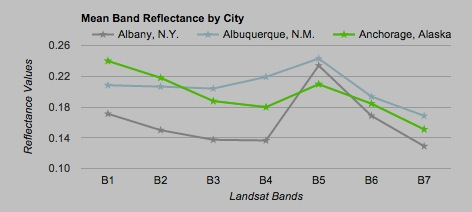 Mean Band Reflectance by City
Albany, N.Y. Albuquerque, N.M. Anchorage, Alaska
0.26
0.22
0.18
0.14
0.10
Reflectance Values
B1 B2 B3 B4 B5 B6 B7
Landsat Bands